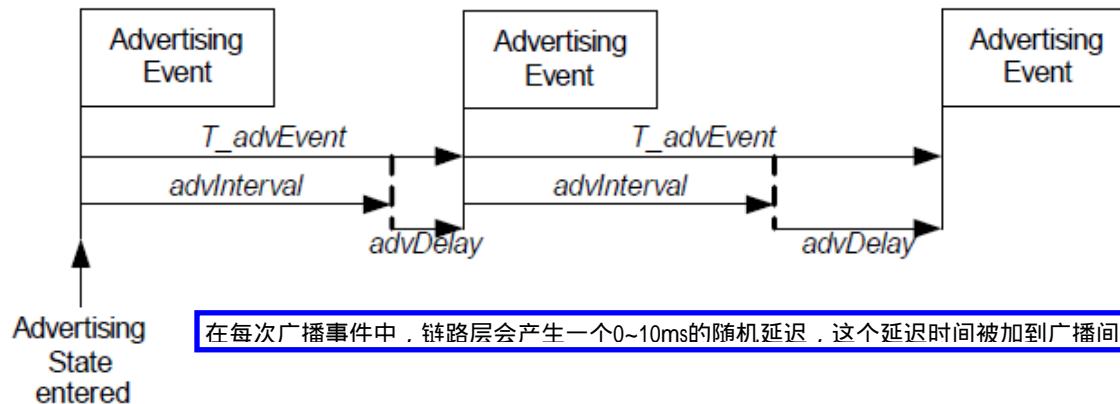 Advertising
Event
Advertising
Event
Advertising
Event
T_advEvent
T_advEvent
advInterval
advInterval
advDelay
advDelay
Advertising
State
entered
在每次广播事件中，链路层会产生一个0~10ms的随机延迟，这个延迟时间被加到广播间